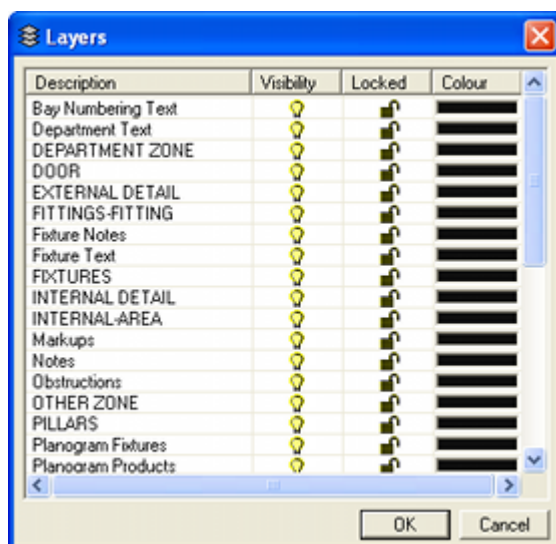 Layers
Description Visibility Locked Colour
Bay Numbering Text
Department Text
DEPARTMENT ZONE
DOOR
EXTERNAL DETAIL
FITTINGS-FITTING
Fixture Notes
Fixture Text
FIXTURES
INTERNAL DETAIL
INTERNAL-AREA
Markups
Notes
Obstructions
OTHER ZONE
PILLARS
Planogram Fixtures
Planogram Products
OK Cancel